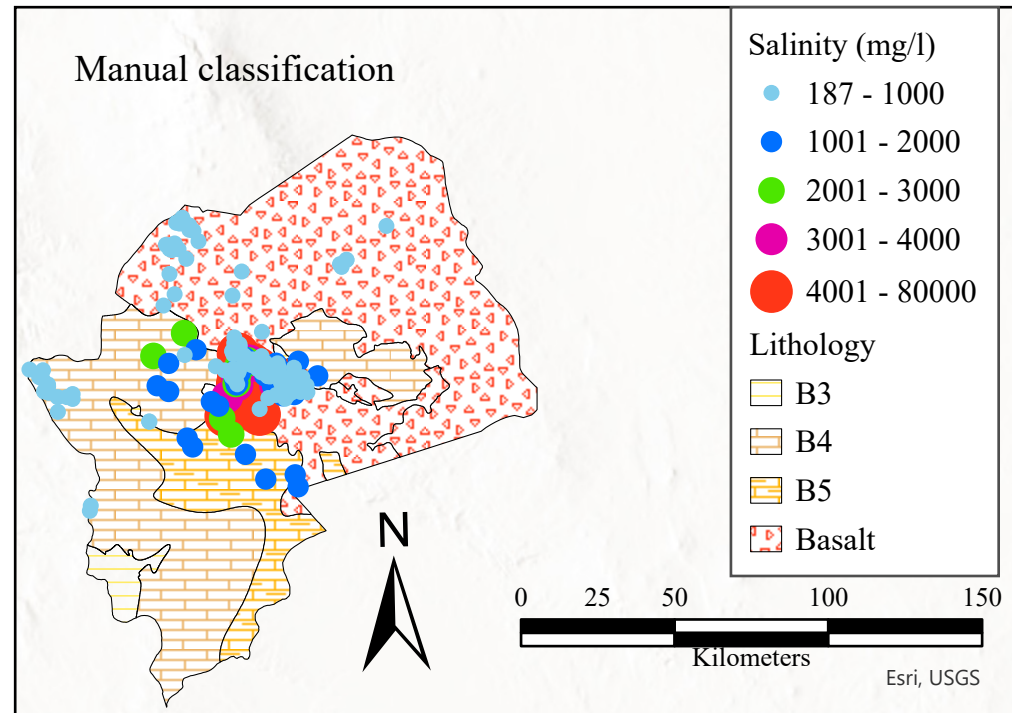 Manual classification
Salinity (mg/l)
187 - 1000
1001 - 2000
2001 - 3000
3001 - 4000
4001 - 80000
Lithology
B3
B4
B5
Basalt
N
0 25 50 100 150
Kilometers
Esri, USGS